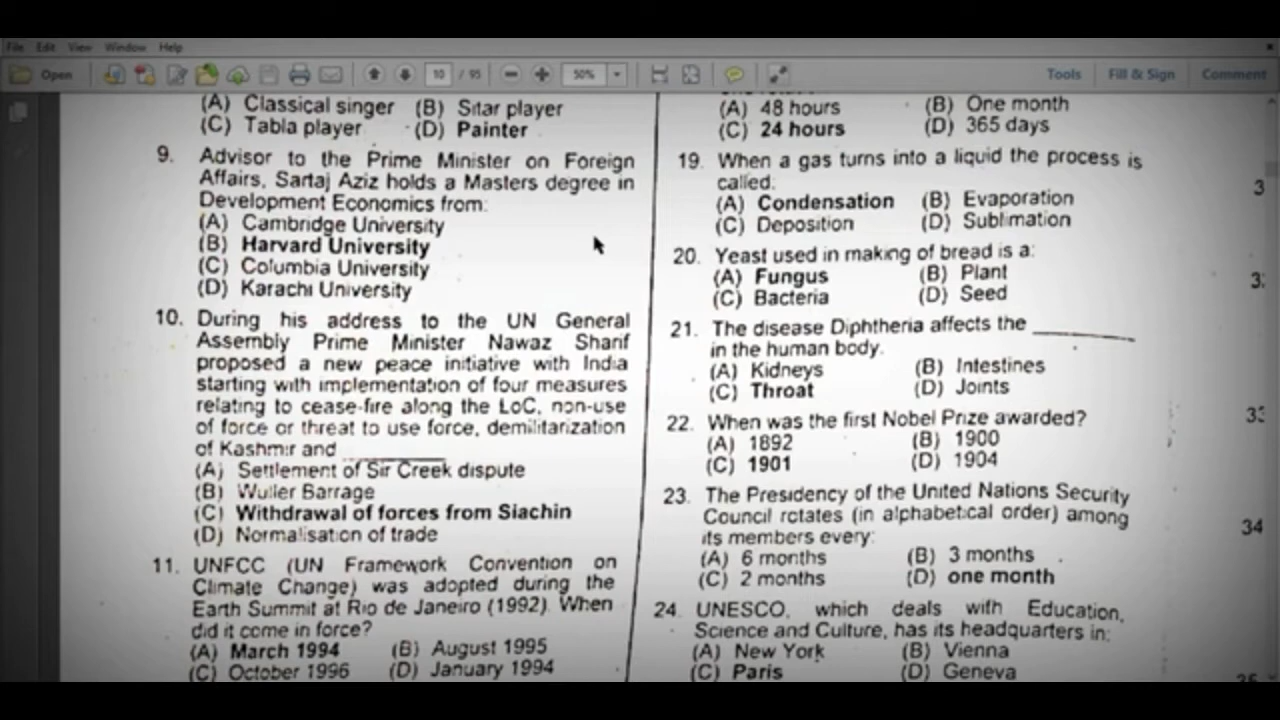 File Edit View Window Help
Open 10 / 95 50% Tools Fill & Sign Comment
(A) Classical singer (B) Sitar player
(C) Tabla player (D) Painter
9. Advisor to the Prime Minister on Foreign
Affairs, Sartaj Aziz holds a Masters degree in
Development Economics from:
(A) Cambridge University
(B) Harvard University
(C) Columbia University
(D) Karachi University
10. During his address to the UN General
Assembly Prime Minister Nawaz Sharif
proposed a new peace initiative with India
starting with implementation of four measures
relating to cease-fire along the LoC, non-use
of force or threat to use force, demilitarization
of Kashmir and ________
(A) Settlement of Sir Creek dispute
(B) Wuller Barrage
(C) Withdrawal of forces from Siachin
(D) Normalisation of trade
11. UNFCC (UN Framework Convention on
Climate Change) was adopted during the
Earth Summit at Rio de Janeiro (1992). When
did it come in force?
(A) March 1994 (B) August 1995
(C) October 1996 (D) January 1994
(A) 48 hours (B) One month
(C) 24 hours (D) 365 days
19. When a gas turns into a liquid the process is
called:
(A) Condensation (B) Evaporation
(C) Deposition (D) Sublimation
20. Yeast used in making of bread is a:
(A) Fungus (B) Plant
(C) Bacteria (D) Seed
21. The disease Diphtheria affects the ________
in the human body.
(A) Kidneys (B) Intestines
(C) Throat (D) Joints
22. When was the first Nobel Prize awarded?
(A) 1892 (B) 1900
(C) 1901 (D) 1904
23. The Presidency of the United Nations Security
Council rotates (in alphabetical order) among
its members every:
(A) 6 months (B) 3 months
(C) 2 months (D) one month
24. UNESCO, which deals with Education,
Science and Culture, has its headquarters in:
(A) New York (B) Vienna
(C) Paris (D) Geneva
34